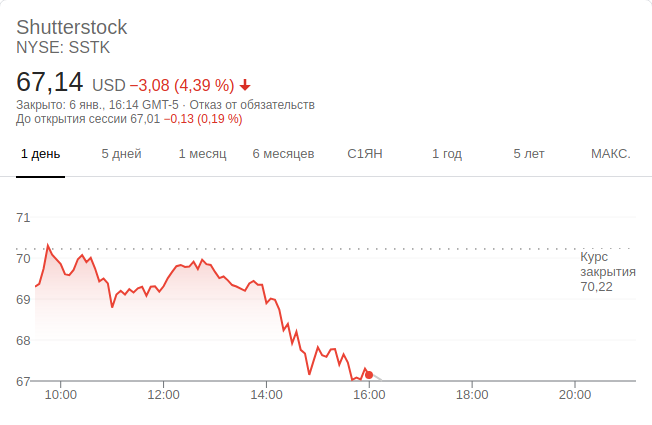 Shutterstock
NYSE: SSTK
67,14 USD −3,08 (4,39 %)
Закрыто: 6 янв., 16:14 GMT-5 · Отказ от обязательств
До открытия сессии 67,01 −0,13 (0,19 %)
1 день 5 дней 1 месяц 6 месяцев С1ЯН 1 год 5 лет МАКС.
71
70
69
68
67
Курс
закрытия
70,22
10:00 12:00 14:00 16:00 18:00 20:00